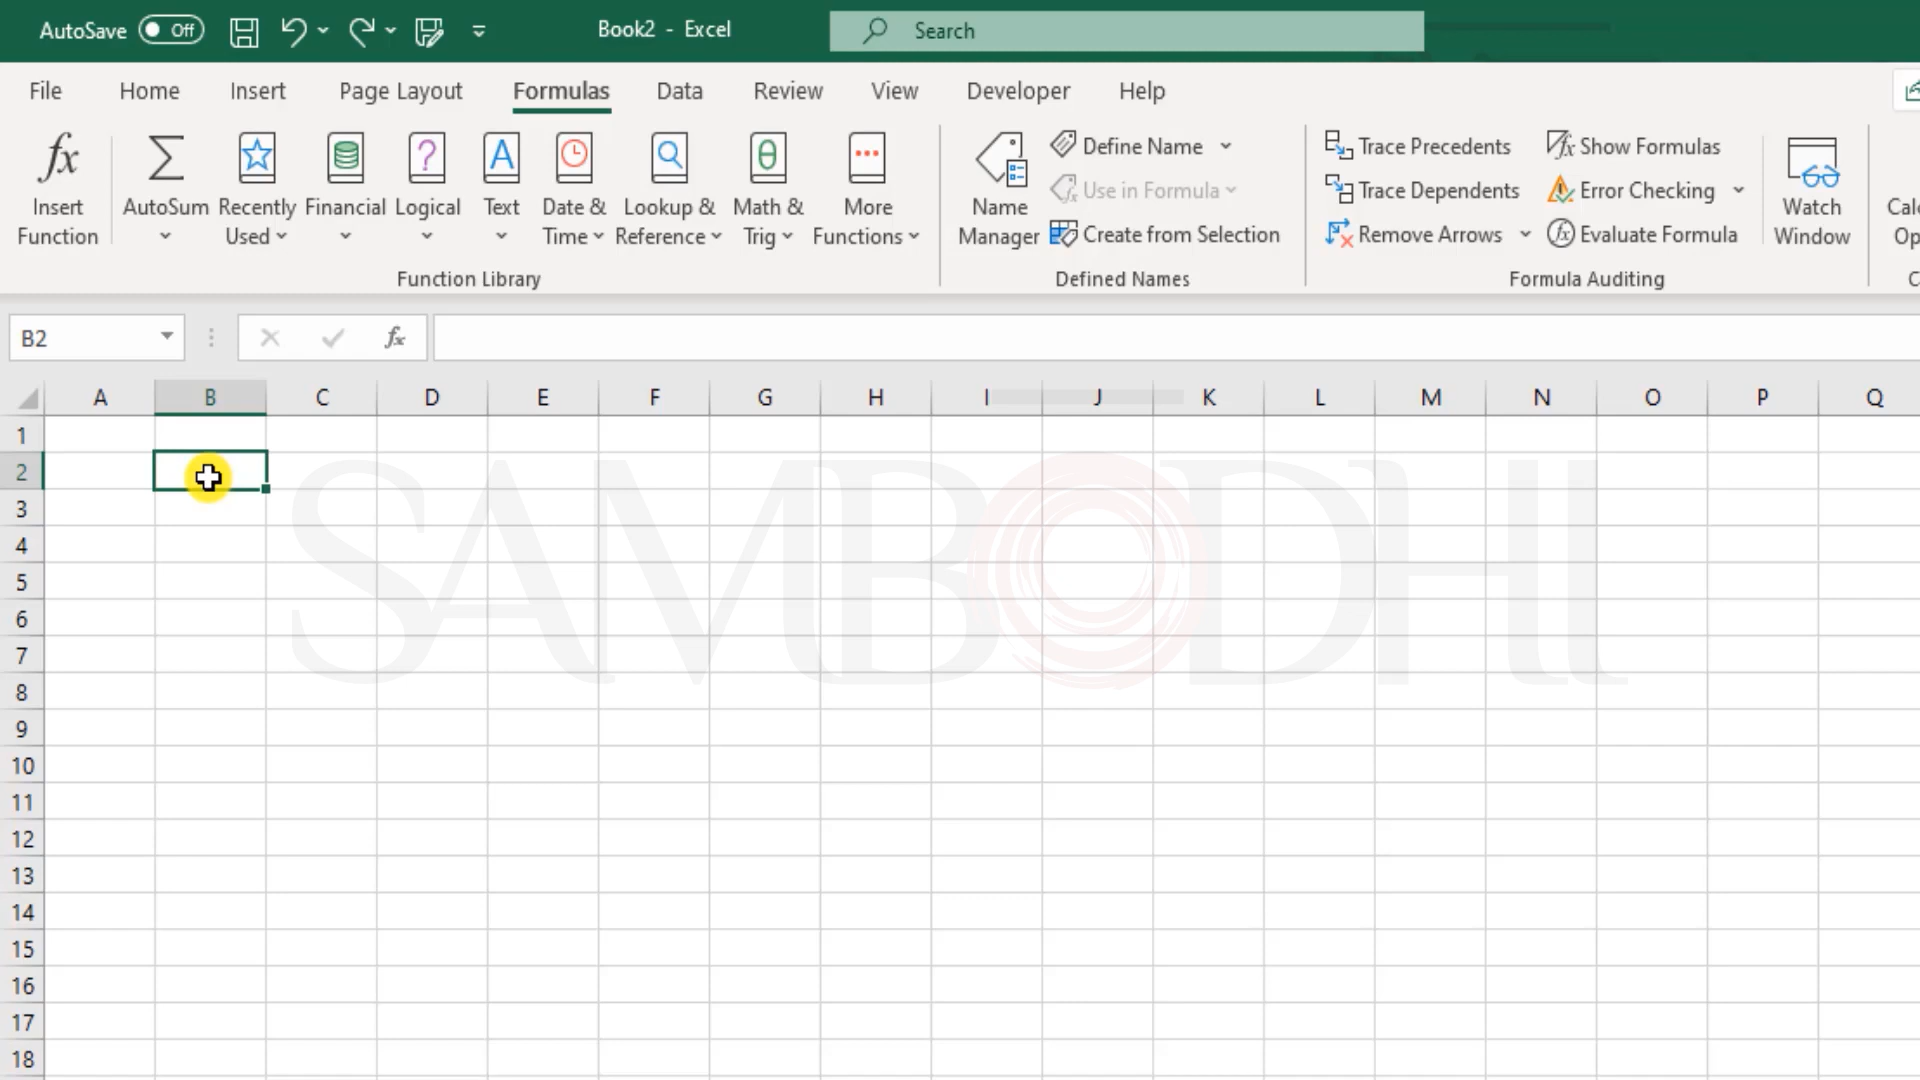 AutoSave Off Book2 - Excel Search
File Home Insert Page Layout Formulas Data Review View Developer Help
fx Insert Function
AutoSum
Recently Used
Financial
Logical
Text
Date & Time
Lookup & Reference
Math & Trig
More Functions
Function Library
Name Manager
Define Name
Use in Formula
Create from Selection
Defined Names
Trace Precedents
Trace Dependents
Remove Arrows
Show Formulas
Error Checking
Evaluate Formula
Formula Auditing
Watch Window
B2 fx
A B C D E F G H I J K L M N O P Q
1
2
3
4
5
6
7
8
9
10
11
12
13
14
15
16
17
18
SAMBODHI